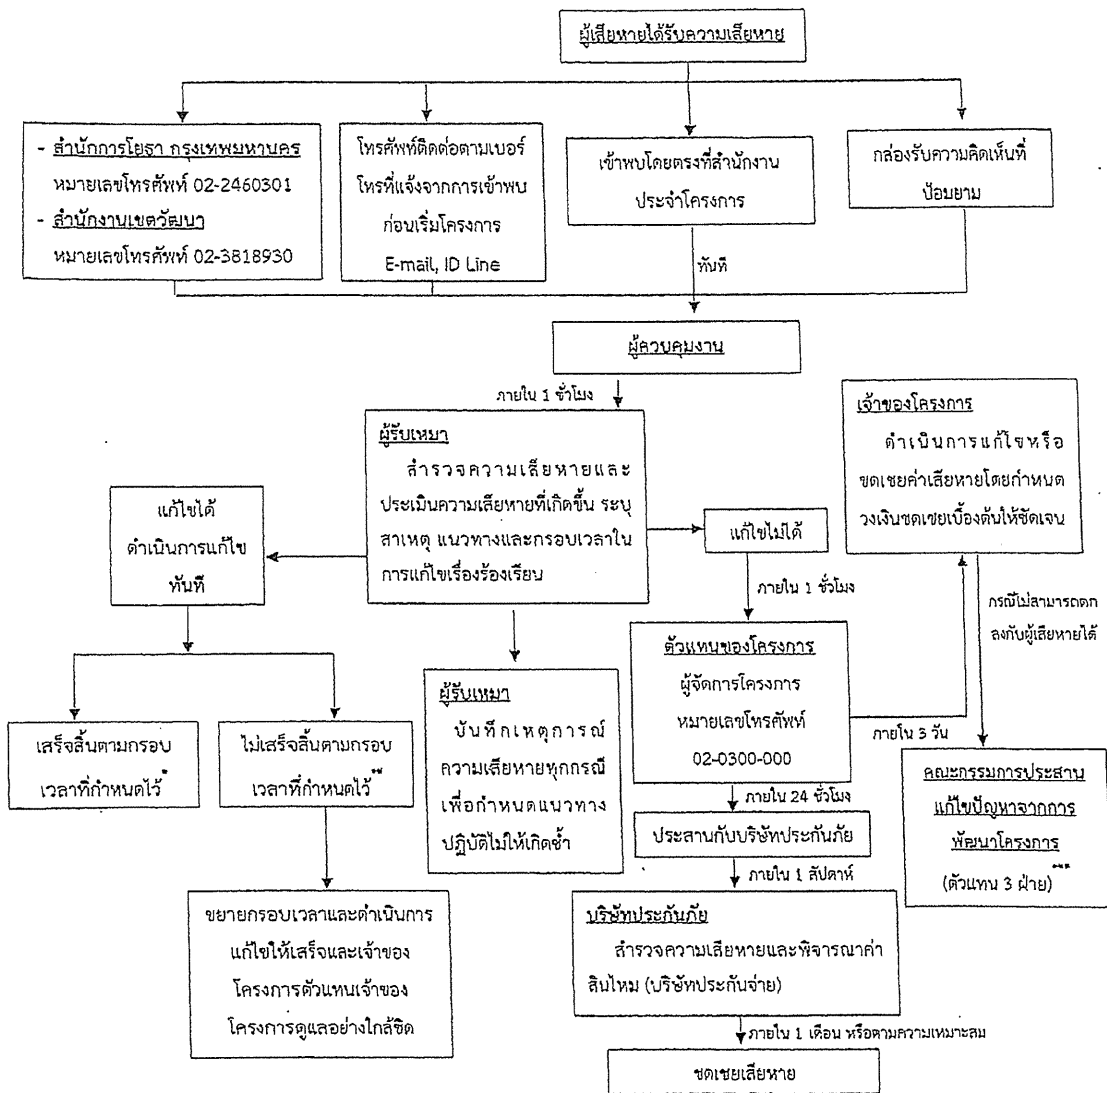 ผู้เสียหายได้รับความเสียหาย
- สำนักการโยธา กรุงเทพมหานคร
หมายเลขโทรศัพท์ 02-2460301
- สำนักงานเขตวัฒนา
หมายเลขโทรศัพท์ 02-3818930
โทรศัพท์ติดต่อตามเบอร์
โทรที่แจ้งจากการเข้าพบ
ก่อนเริ่มโครงการ
E-mail, ID Line
เข้าพบโดยตรงที่สำนักงาน
ประจำโครงการ
กล่องรับความคิดเห็นที่
ป้อมยาม
ทันที
ผู้ควบคุมงาน
ภายใน 1 ชั่วโมง
ผู้รับเหมา
สำรวจความเสียหายและ
ประเมินความเสียหายที่เกิดขึ้น ระบุ
สาเหตุ แนวทางและกรอบเวลาใน
การแก้ไขเรื่องร้องเรียน
เจ้าของโครงการ
ดำเนินการแก้ไขหรือ
ชดเชยค่าเสียหายโดยกำหนด
วงเงินชดเชยเบื้องต้นให้ชัดเจน
แก้ไขได้
ดำเนินการแก้ไข
ทันที
แก้ไขไม่ได้
ภายใน 1 ชั่วโมง
กรณีไม่สามารถตก
ลงกับผู้เสียหายได้
ตัวแทนของโครงการ
ผู้จัดการโครงการ
หมายเลขโทรศัพท์
02-0300-000
ภายใน 3 วัน
ผู้รับเหมา
บันทึกเหตุการณ์
ความเสียหายทุกกรณี
เพื่อกำหนดแนวทาง
ปฏิบัติไม่ให้เกิดซ้ำ
เสร็จสิ้นตามกรอบ
เวลาที่กำหนดไว้*
ไม่เสร็จสิ้นตามกรอบ
เวลาที่กำหนดไว้**
คณะกรรมการประสาน
แก้ไขปัญหาจากการ
พัฒนาโครงการ
(ตัวแทน 3 ฝ่าย)***
ภายใน 24 ชั่วโมง
ประสานกับบริษัทประกันภัย
ภายใน 1 สัปดาห์
ขยายกรอบเวลาและดำเนินการ
แก้ไขให้เสร็จและเจ้าของ
โครงการตัวแทนเจ้าของ
โครงการดูแลอย่างใกล้ชิด
บริษัทประกันภัย
สำรวจความเสียหายและพิจารณาค่า
สินไหม (บริษัทประกันจ่าย)
ภายใน 1 เดือน หรือตามความเหมาะสม
ชดเชยเสียหาย